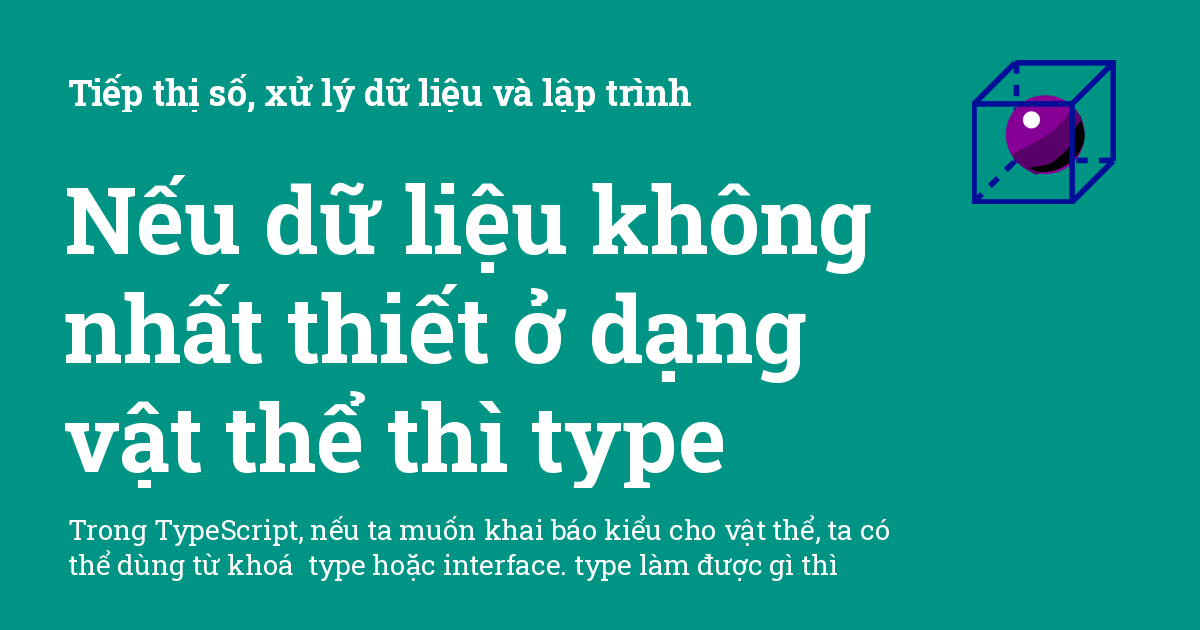 Tiếp thị số, xử lý dữ liệu và lập trình
Nếu dữ liệu không
nhất thiết ở dạng
vật thể thì type
Trong TypeScript, nếu ta muốn khai báo kiểu cho vật thể, ta có
thể dùng từ khoá  type hoặc interface. type làm được gì thì